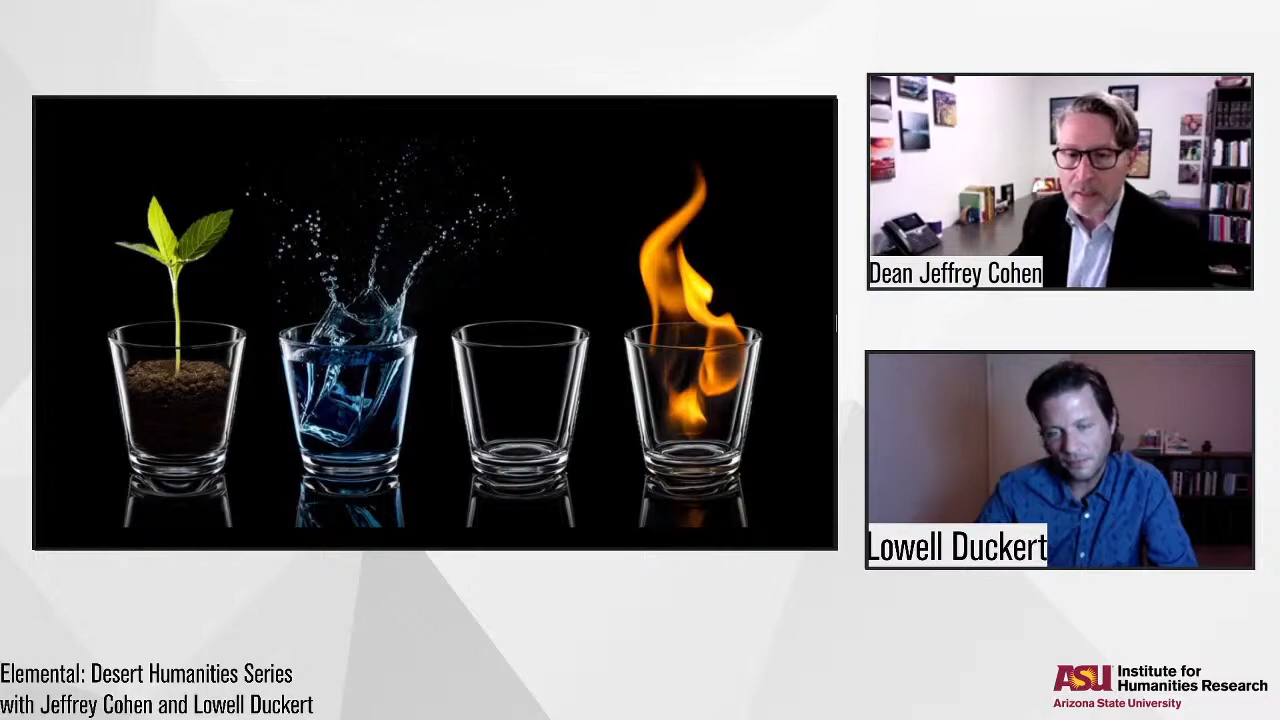 Dean Jeffrey Cohen
Lowell Duckert
Elemental: Desert Humanities Series
with Jeffrey Cohen and Lowell Duckert
ASU Institute for
Humanities Research
Arizona State University